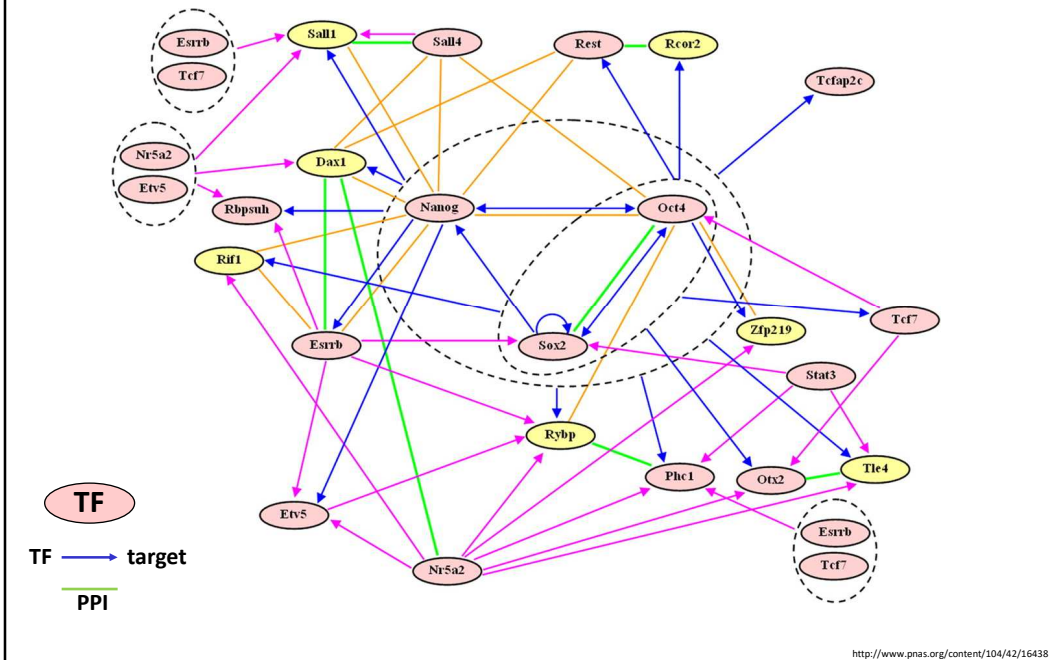 Sall1
Sall4
Rest
Rcor2
Esrrb
Tcf7
Tcfap2c
Nr5a2
Etv5
Dax1
Rbpsuh
Nanog
Oct4
Rif1
Tcf7
Zfp219
Esrrb
Sox2
Stat3
Rybp
Phc1
Otx2
Tle4
TF
Etv5
Esrrb
Tcf7
TF target
Nr5a2
PPI
http://www.pnas.org/content/104/42/16438